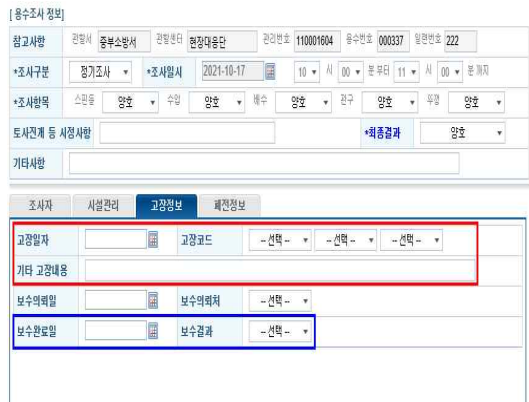 [ 용수조사 정보]
참고사항 관할서 중부소방서 관할센터 현장대응단 관리번호 110001604 용수번호 000337 일련번호 222
*조사구분 정기조사 *조사일시 2021-10-17 10 시 00 분 부터 11 시 00 분 까지
*조사항목 스핀들 양호 수압 양호 배수 양호 전구 양호 뚜껑 양호
토사진개 등 시정사항 *최종결과 양호
기타사항
조사자 시설관리 고장정보 폐전정보
고장일자 고장코드 -- 선택 -- -- 선택 -- -- 선택 --
기타 고장내용
보수의뢰일 보수의뢰처 -- 선택 --
보수완료일 보수결과 -- 선택 --